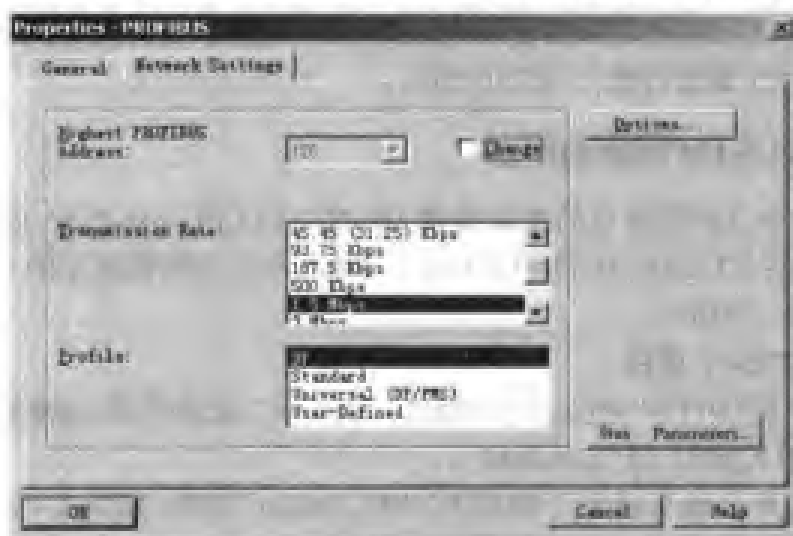 Properties - PROFIBUS
General Network Settings
Highest PROFIBUS
Address:
126
Change
Options...
Transmission Rate:
45.45 (31.25) Kbps
93.75 Kbps
187.5 Kbps
500 Kbps
1.5 Mbps
3 Mbps
Profile:
DP
Standard
Universal (DP/FMS)
User-Defined
Bus Parameters...
OK
Cancel
Help